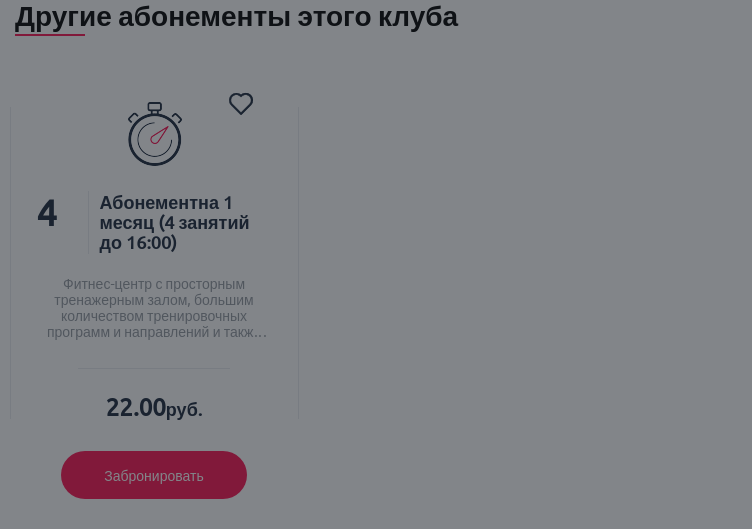 Другие абонементы этого клуба
4
Абонементна 1
месяц (4 занятий
до 16:00)
Фитнес-центр с просторным
тренажерным залом, большим
количеством тренировочных
программ и направлений и такж...
22.00руб.
Забронировать